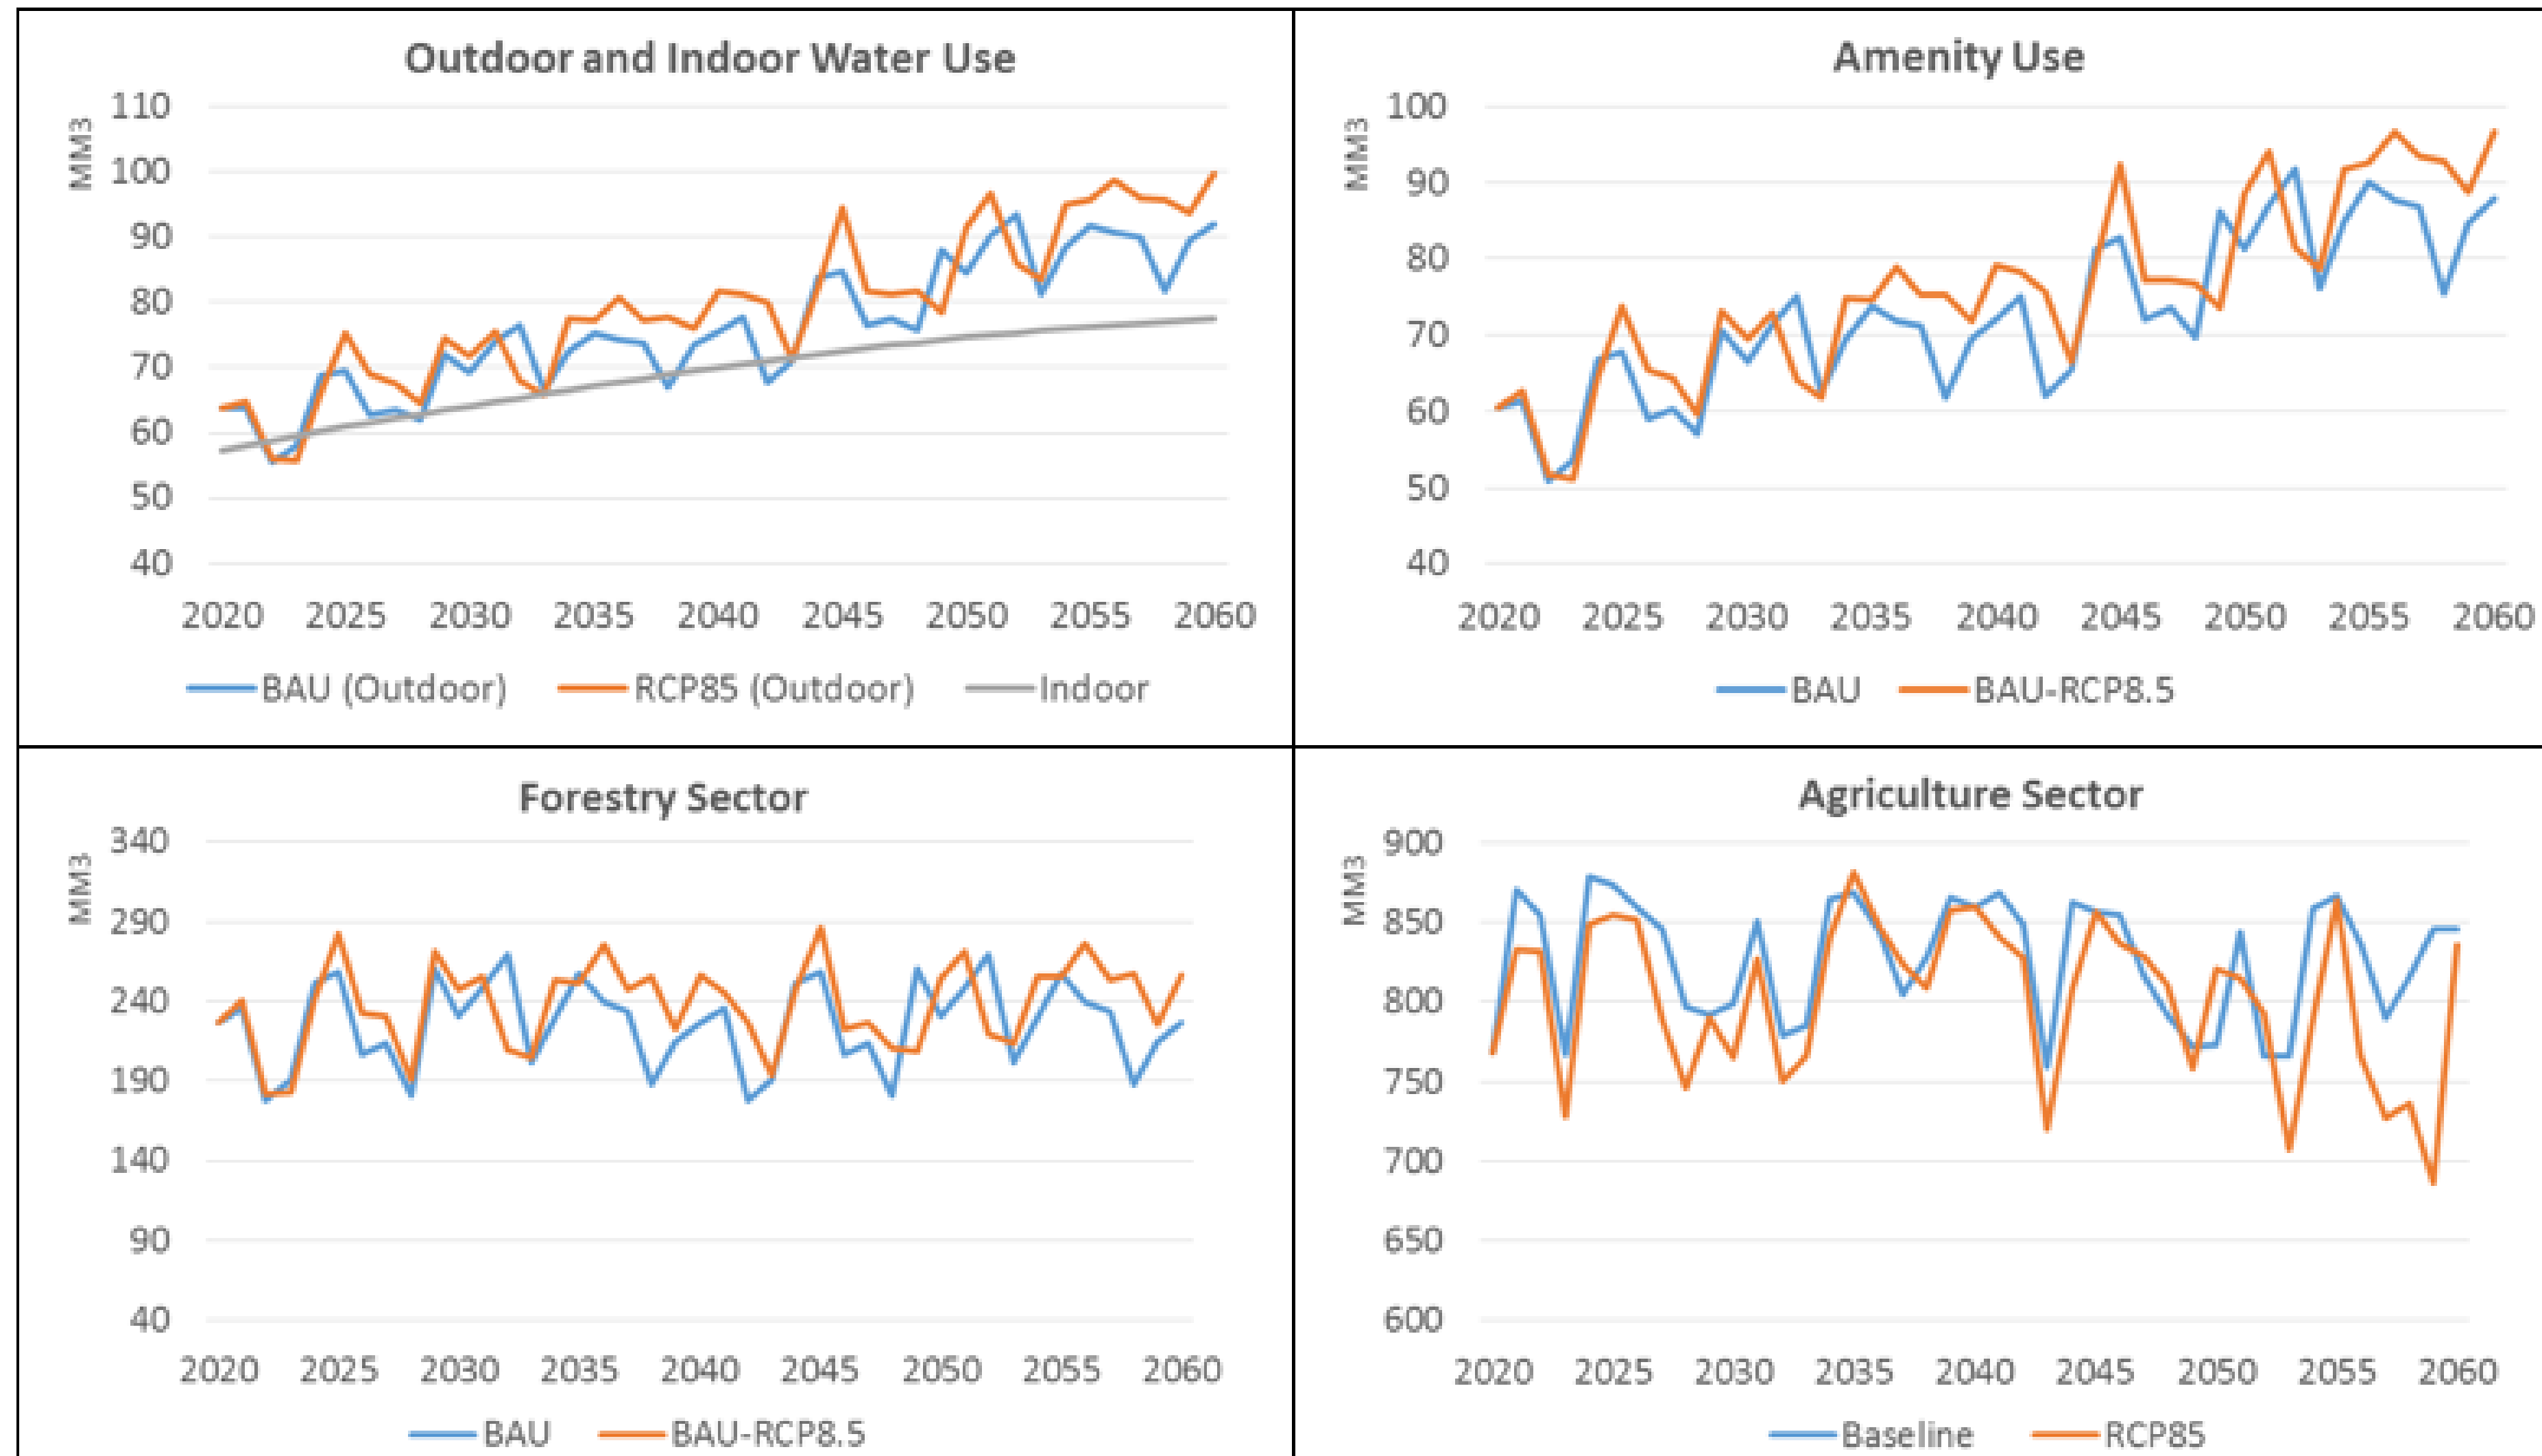 Outdoor and Indoor Water Use
MM3
110
100
90
80
70
60
50
40
2020 2025 2030 2035 2040 2045 2050 2055 2060
BAU (Outdoor) RCP85 (Outdoor) Indoor
Amenity Use
MM3
100
90
80
70
60
50
40
2020 2025 2030 2035 2040 2045 2050 2055 2060
BAU BAU-RCP8.5
Forestry Sector
MM3
340
290
240
190
140
90
40
2020 2025 2030 2035 2040 2045 2050 2055 2060
BAU BAU-RCP8.5
Agriculture Sector
MM3
900
850
800
750
700
650
600
2020 2025 2030 2035 2040 2045 2050 2055 2060
Baseline RCP85